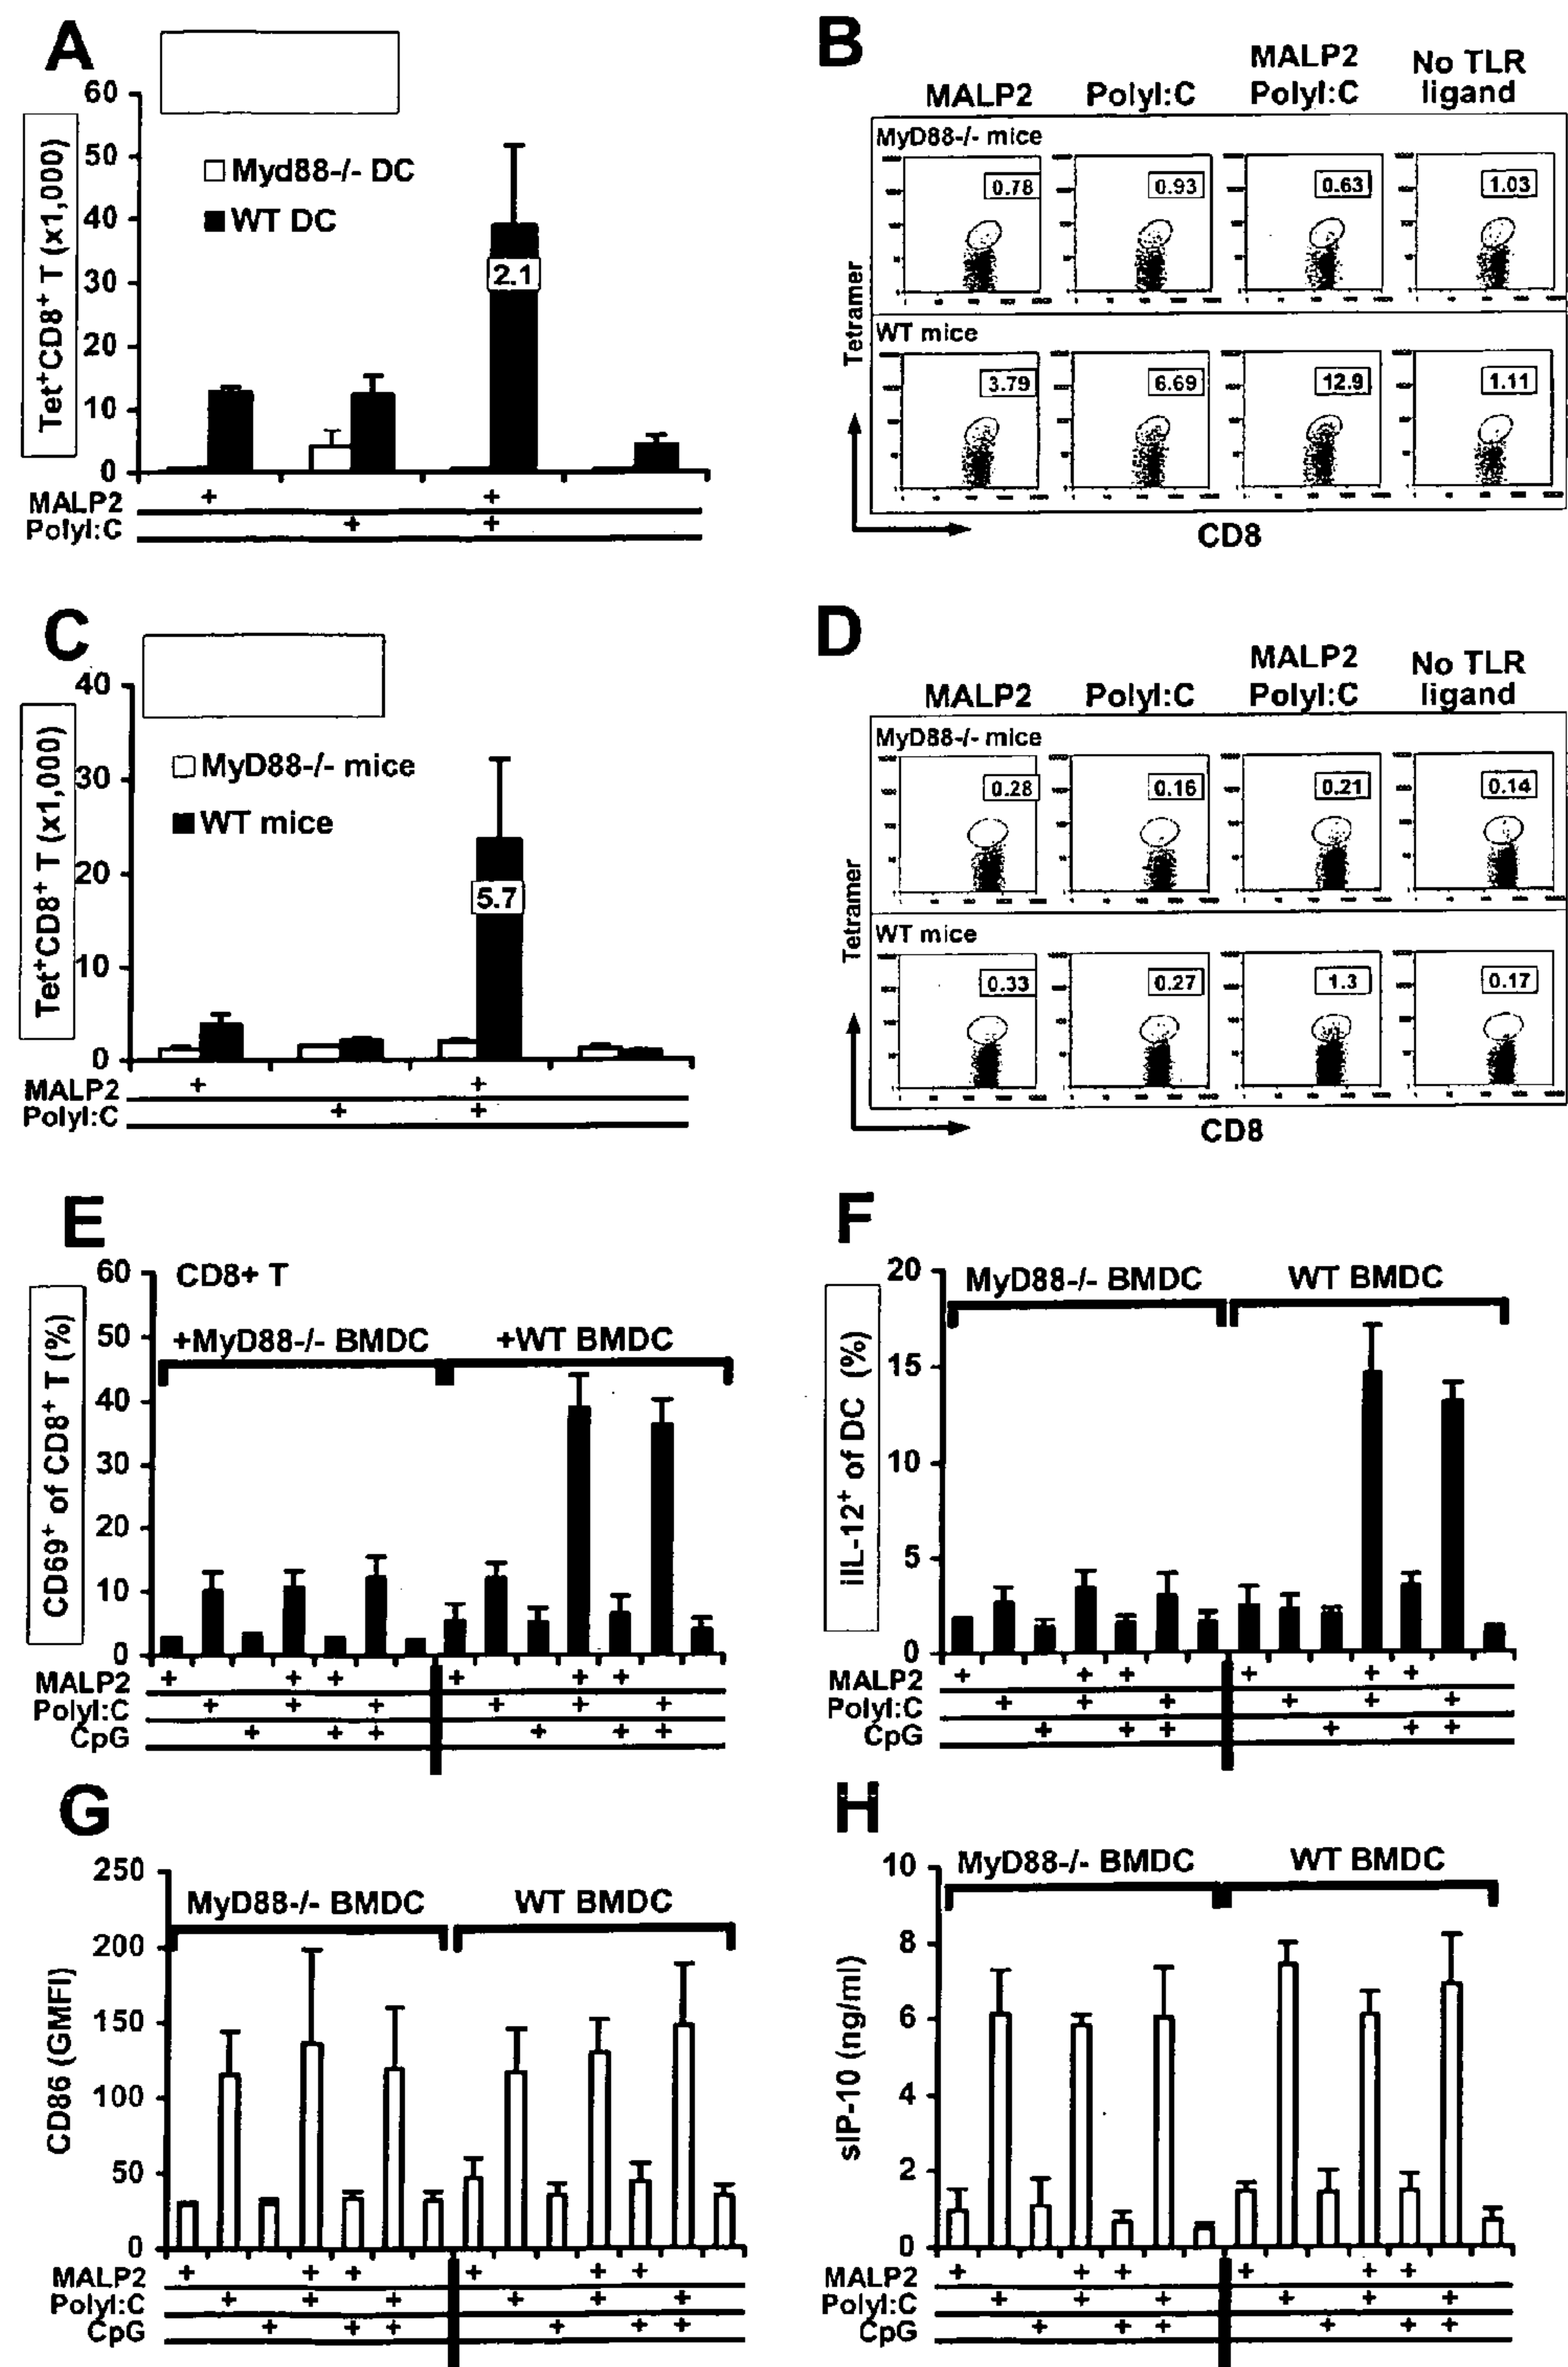 A
60
50
40
30
20
10
0
Tet⁺CD8⁺ T (x1,000)
Myd88-/- DC
WT DC
2.1
MALP2 + +
PolyI:C + +
B
MALP2 PolyI:C MALP2 PolyI:C No TLR ligand
MyD88-/- mice
0.78 0.93 0.63 1.03
WT mice
3.79 6.69 12.9 1.11
Tetramer
CD8
C
40
30
20
10
0
Tet⁺CD8⁺ T (x1,000)
MyD88-/- mice
WT mice
5.7
MALP2 + +
PolyI:C + +
D
MALP2 PolyI:C MALP2 PolyI:C No TLR ligand
MyD88-/- mice
0.28 0.16 0.21 0.14
WT mice
0.33 0.27 1.3 0.17
Tetramer
CD8
E
60
50
40
30
20
10
0
CD69⁺ of CD8⁺ T (%)
CD8+ T
+MyD88-/- BMDC +WT BMDC
MALP2 + + + + + +
PolyI:C + + + + + +
CpG + + + + + +
F
20
15
10
5
0
iIL-12⁺ of DC (%)
MyD88-/- BMDC WT BMDC
MALP2 + + + + + +
PolyI:C + + + + + +
CpG + + + + + +
G
250
200
150
100
50
0
CD86 (GMFI)
MyD88-/- BMDC WT BMDC
MALP2 + + + + + +
PolyI:C + + + + + +
CpG + + + + + +
H
10
8
6
4
2
0
sIP-10 (ng/ml)
MyD88-/- BMDC WT BMDC
MALP2 + + + + + +
PolyI:C + + + + + +
CpG + + + + + +